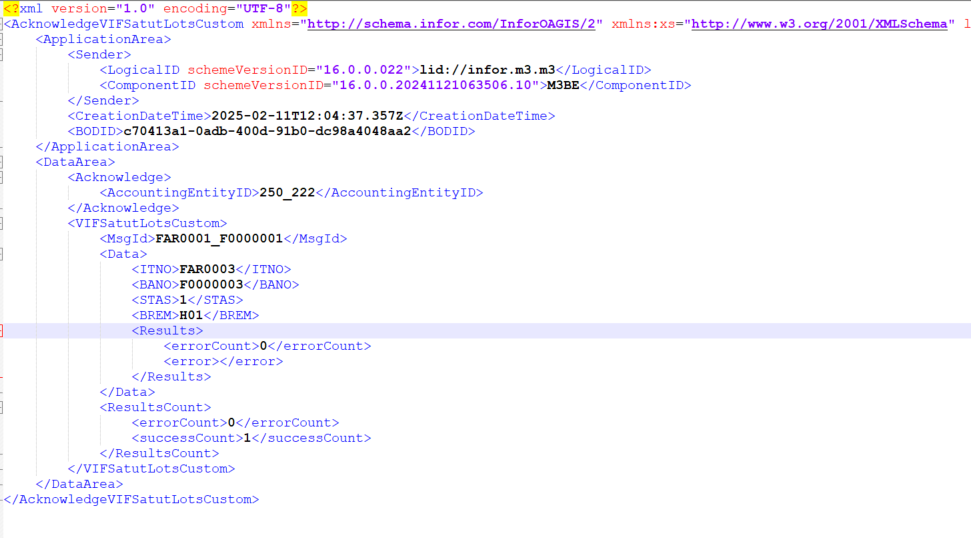 <?xml version="1.0" encoding="UTF-8"?>
<AcknowledgeVIFSatutLotsCustom xmlns="http://schema.infor.com/InforOAGIS/2" xmlns:xs="http://www.w3.org/2001/XMLSchema"
<ApplicationArea>
<Sender>
<LogicalID schemeVersionID="16.0.0.022">lid://infor.m3.m3</LogicalID>
<ComponentID schemeVersionID="16.0.0.20241121063506.10">M3BE</ComponentID>
</Sender>
<CreationDateTime>2025-02-11T12:04:37.357Z</CreationDateTime>
<BODID>c70413a1-0adb-400d-91b0-dc98a4048aa2</BODID>
</ApplicationArea>
<DataArea>
<Acknowledge>
<AccountingEntityID>250_222</AccountingEntityID>
</Acknowledge>
<VIFSatutLotsCustom>
<MsgId>FAR0001_F0000001</MsgId>
<Data>
<ITNO>FAR0003</ITNO>
<BANO>F0000003</BANO>
<STAS>1</STAS>
<BREM>H01</BREM>
<Results>
<errorCount>0</errorCount>
<error></error>
</Results>
</Data>
<ResultsCount>
<errorCount>0</errorCount>
<successCount>1</successCount>
</ResultsCount>
</VIFSatutLotsCustom>
</DataArea>
</AcknowledgeVIFSatutLotsCustom>